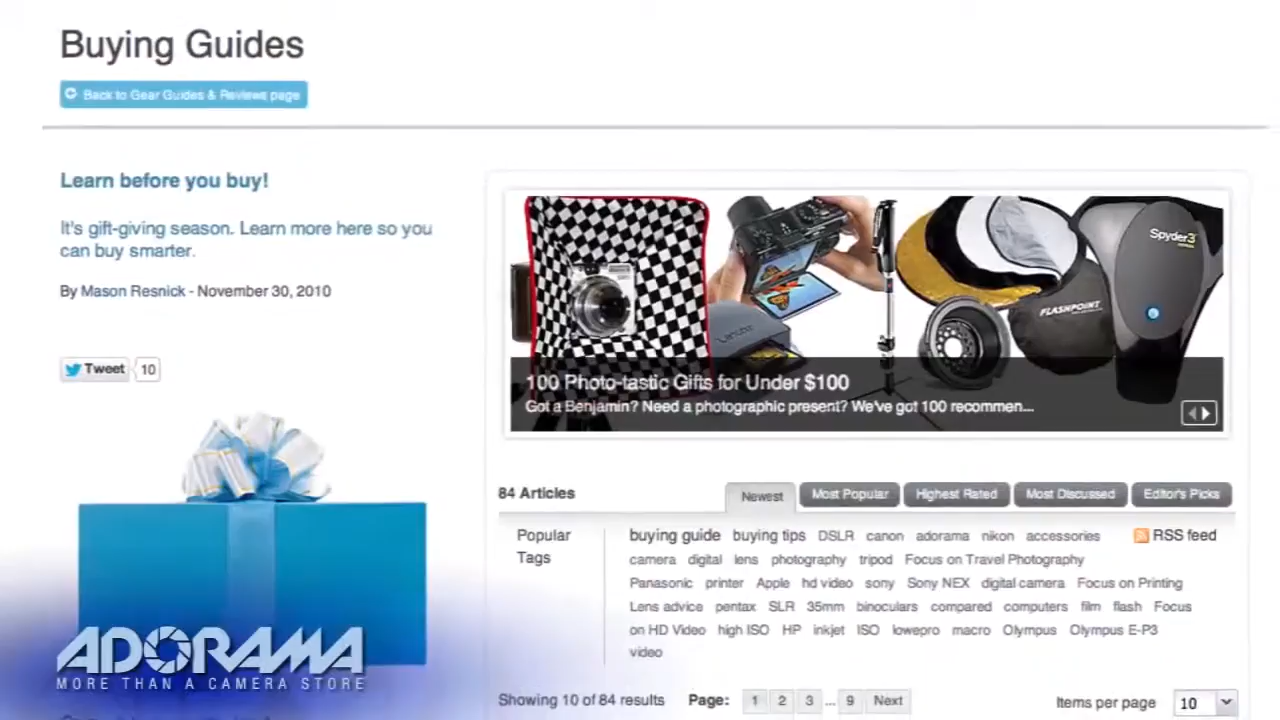 Buying Guides
Back to Gear Guides & Reviews page
Learn before you buy!
It's gift-giving season. Learn more here so you
can buy smarter.
By Mason Resnick - November 30, 2010
Tweet 10
Spyder3
FLASHPOINT
100 Photo-tastic Gifts for Under $100
Got a Benjamin? Need a photographic present? We've got 100 recommen...
84 Articles
Newest Most Popular Highest Rated Most Discussed Editor's Picks
Popular Tags
buying guide buying tips DSLR canon adorama nikon accessories
RSS feed
camera digital lens photography tripod Focus on Travel Photography
Panasonic printer Apple hd video sony Sony NEX digital camera Focus on Printing
Lens advice pentax SLR 35mm binoculars compared computers film flash Focus
on HD Video high ISO HP inkjet ISO lowepro macro Olympus Olympus E-P3
video
ADORAMA
MORE THAN A CAMERA STORE
Showing 10 of 84 results Page: 1 2 3 ... 9 Next Items per page 10